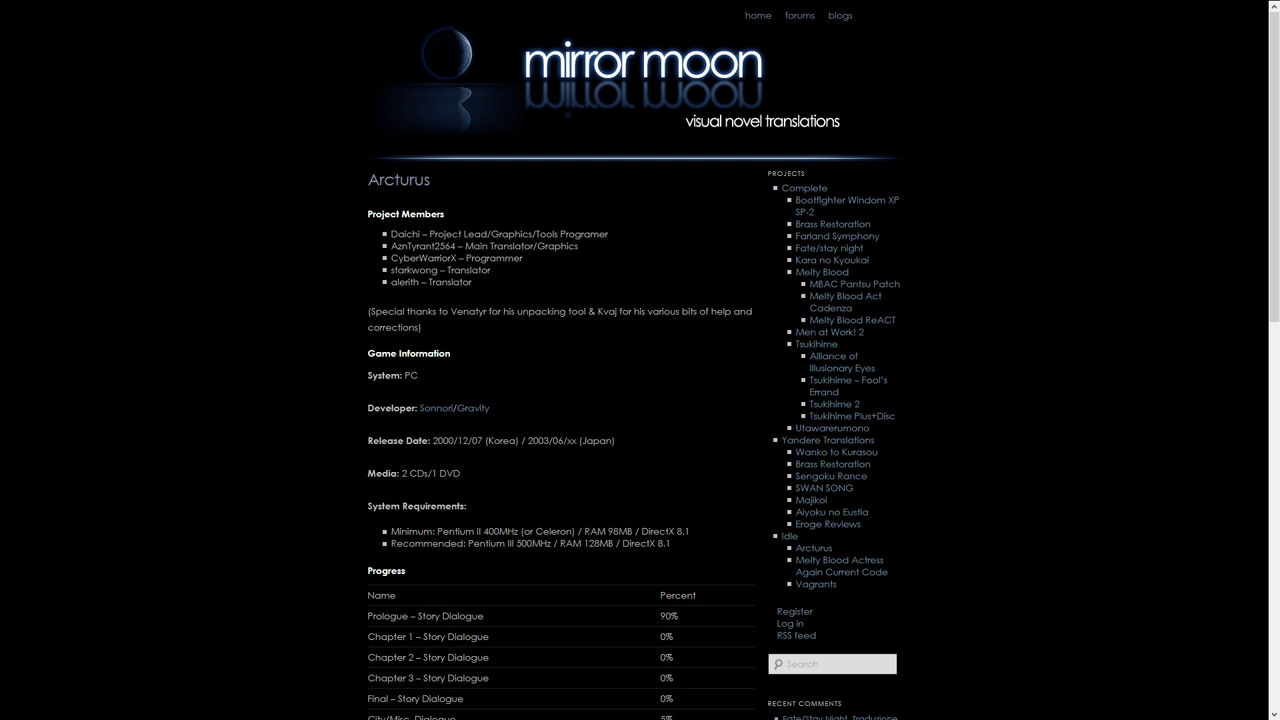 home forums blogs
mirror moon
visual novel translations
Arcturus
Project Members
Daichi – Project Lead/Graphics/Tools Programer
AznTyrant2564 – Main Translator/Graphics
CyberWarriorX – Programmer
starkwong – Translator
alerith – Translator
(Special thanks to Venatyr for his unpacking tool & Kvaj for his various bits of help and
corrections)
Game Information
System: PC
Developer: Sonnori/Gravity
Release Date: 2000/12/07 (Korea) / 2003/06/xx (Japan)
Media: 2 CDs/1 DVD
System Requirements:
Minimum: Pentium II 400MHz (or Celeron) / RAM 98MB / DirectX 8.1
Recommended: Pentium III 500MHz / RAM 128MB / DirectX 8.1
Progress
Name Percent
Prologue – Story Dialogue 90%
Chapter 1 – Story Dialogue 0%
Chapter 2 – Story Dialogue 0%
Chapter 3 – Story Dialogue 0%
Final – Story Dialogue 0%
City/Misc. Dialogue 5%
PROJECTS
Complete
Bootfighter Windom XP
SP-2
Brass Restoration
Farland Symphony
Fate/stay night
Kara no Kyoukai
Melty Blood
MBAC Pantsu Patch
Melty Blood Act
Cadenza
Melty Blood ReACT
Men at Work! 2
Tsukihime
Alliance of
Illusionary Eyes
Tsukihime – Fool's
Errand
Tsukihime 2
Tsukihime Plus+Disc
Utawarerumono
Yandere Translations
Wanko to Kurasou
Brass Restoration
Sengoku Rance
SWAN SONG
Majikoi
Aiyoku no Eustia
Eroge Reviews
Idle
Arcturus
Melty Blood Actress
Again Current Code
Vagrants
Register
Log in
RSS feed
Search
RECENT COMMENTS
Fate/Stay Night, Traduzione